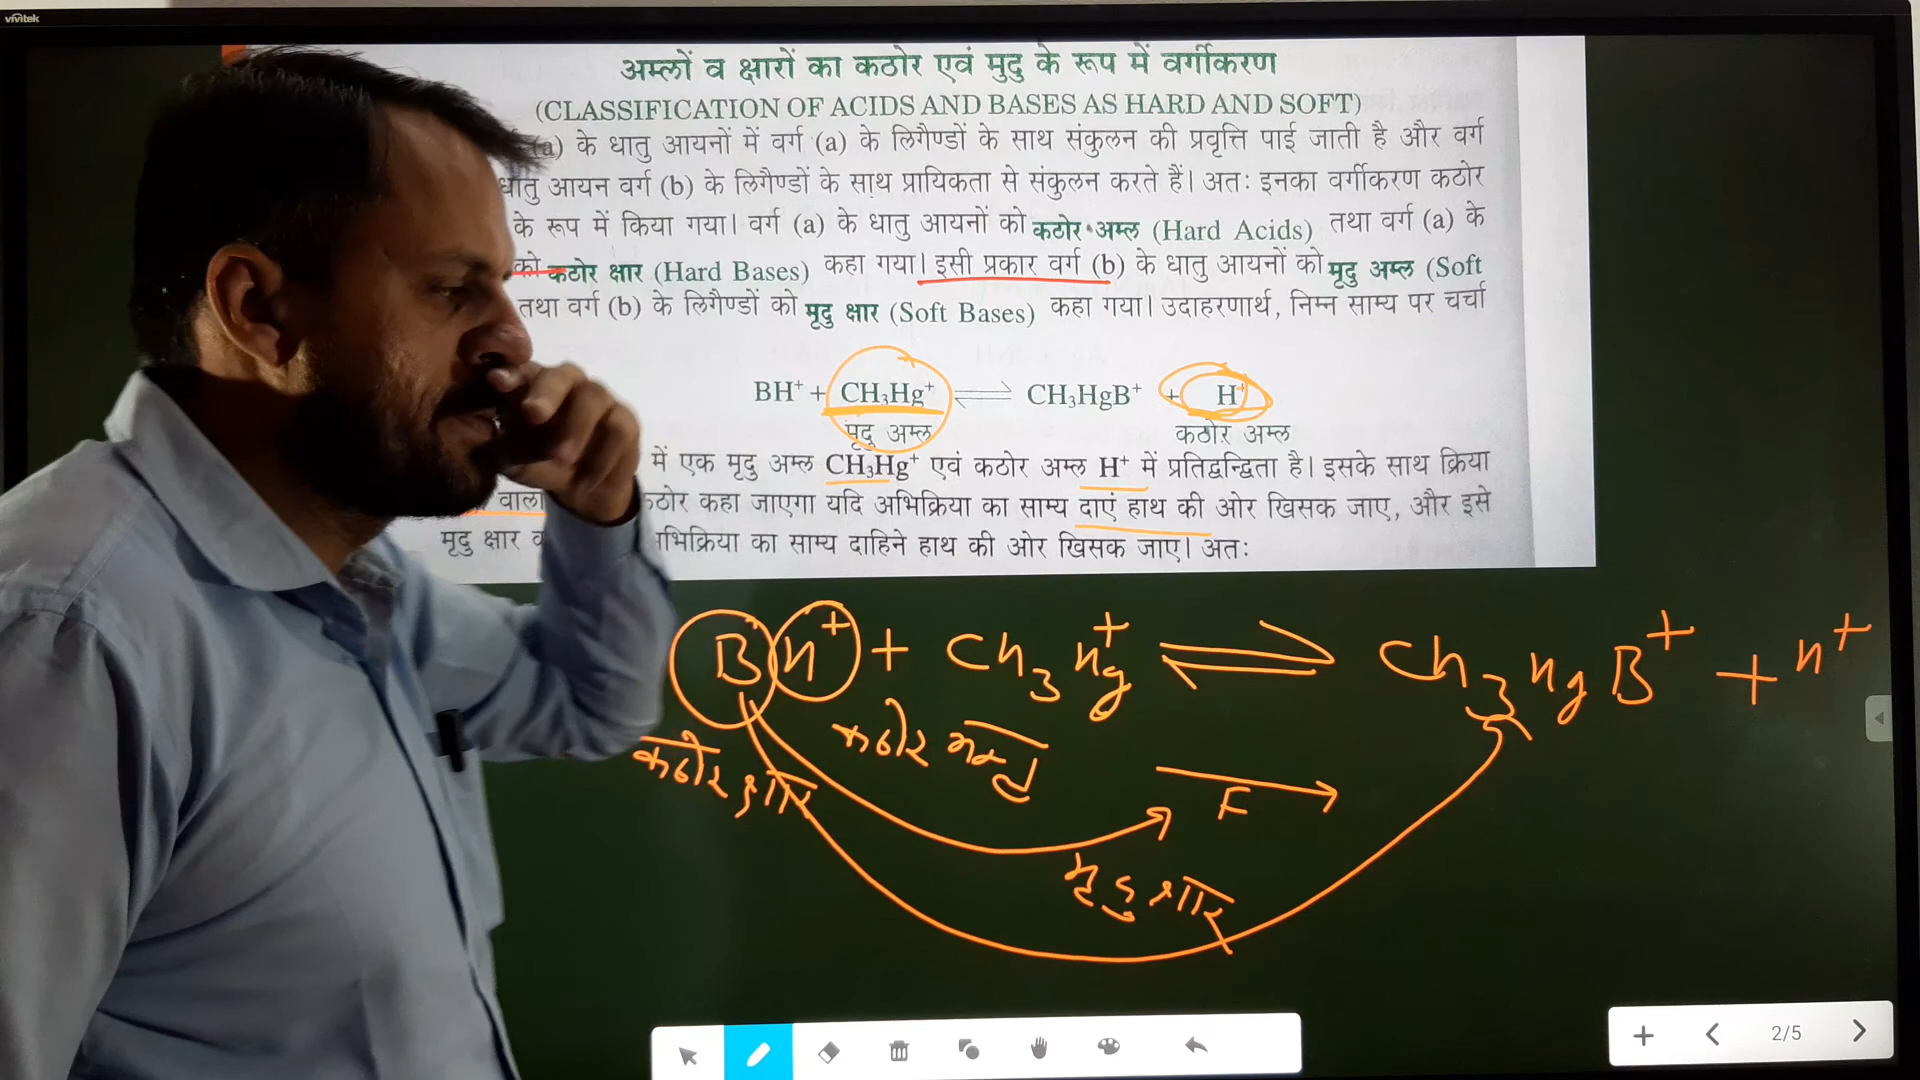 vivitek
अम्लों व क्षारों का कठोर एवं मुदु के रूप में वर्गीकरण
(CLASSIFICATION OF ACIDS AND BASES AS HARD AND SOFT)
(a) के धातु आयनों में वर्ग (a) के लिगैण्डों के साथ संकुलन की प्रवृत्ति पाई जाती है और वर्ग
धातु आयन वर्ग (b) के लिगैण्डों के साथ प्रायिकता से संकुलन करते हैं। अतः इनका वर्गीकरण कठोर
के रूप में किया गया। वर्ग (a) के धातु आयनों को कठोर अम्ल (Hard Acids) तथा वर्ग (a) के
को कठोर क्षार (Hard Bases) कहा गया। इसी प्रकार वर्ग (b) के धातु आयनों को मृदु अम्ल (Soft
तथा वर्ग (b) के लिगैण्डों को मृदु क्षार (Soft Bases) कहा गया। उदाहरणार्थ, निम्न साम्य पर चर्चा
BH⁺ + CH₃Hg⁺ ⇌ CH₃HgB⁺ + H⁺
मृदु अम्ल कठोर अम्ल
में एक मृदु अम्ल CH₃Hg⁺ एवं कठोर अम्ल H⁺ में प्रतिद्वन्द्विता है। इसके साथ क्रिया
वाला कठोर कहा जाएगा यदि अभिक्रिया का साम्य दाएं हाथ की ओर खिसक जाए, और इसे
मृदु क्षार अभिक्रिया का साम्य दाहिने हाथ की ओर खिसक जाए। अतः
BH⁺ + CH₃Hg⁺ ⇌ CH₃HgB⁺ + H⁺
कठोर क्षार कठोर अम्ल
F
मृदु क्षार
2/5